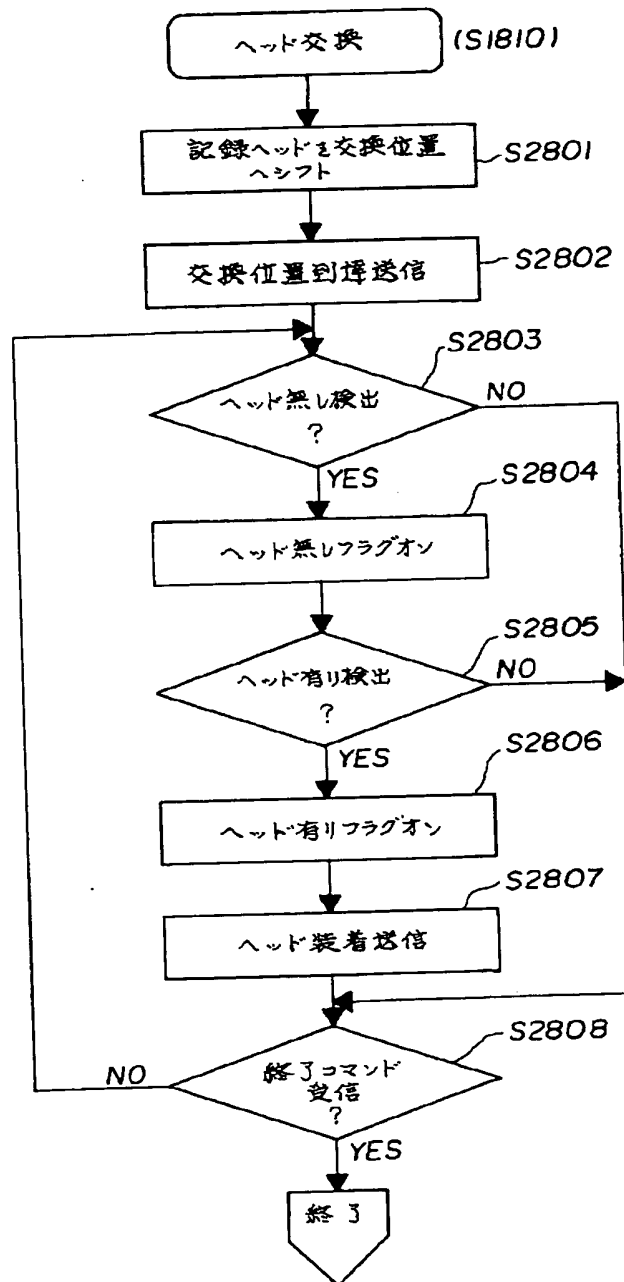 ヘッド交換
(S1810)
記録ヘッドを交換位置
へシフト
S2801
交換位置到達送信
S2802
S2803
ヘッド無し検出
?
NO
YES
S2804
ヘッド無しフラグオン
S2805
ヘッド有り検出
?
NO
YES
S2806
ヘッド有りフラグオン
S2807
ヘッド装着送信
S2808
終了コマンド
受信
?
NO
YES
終了